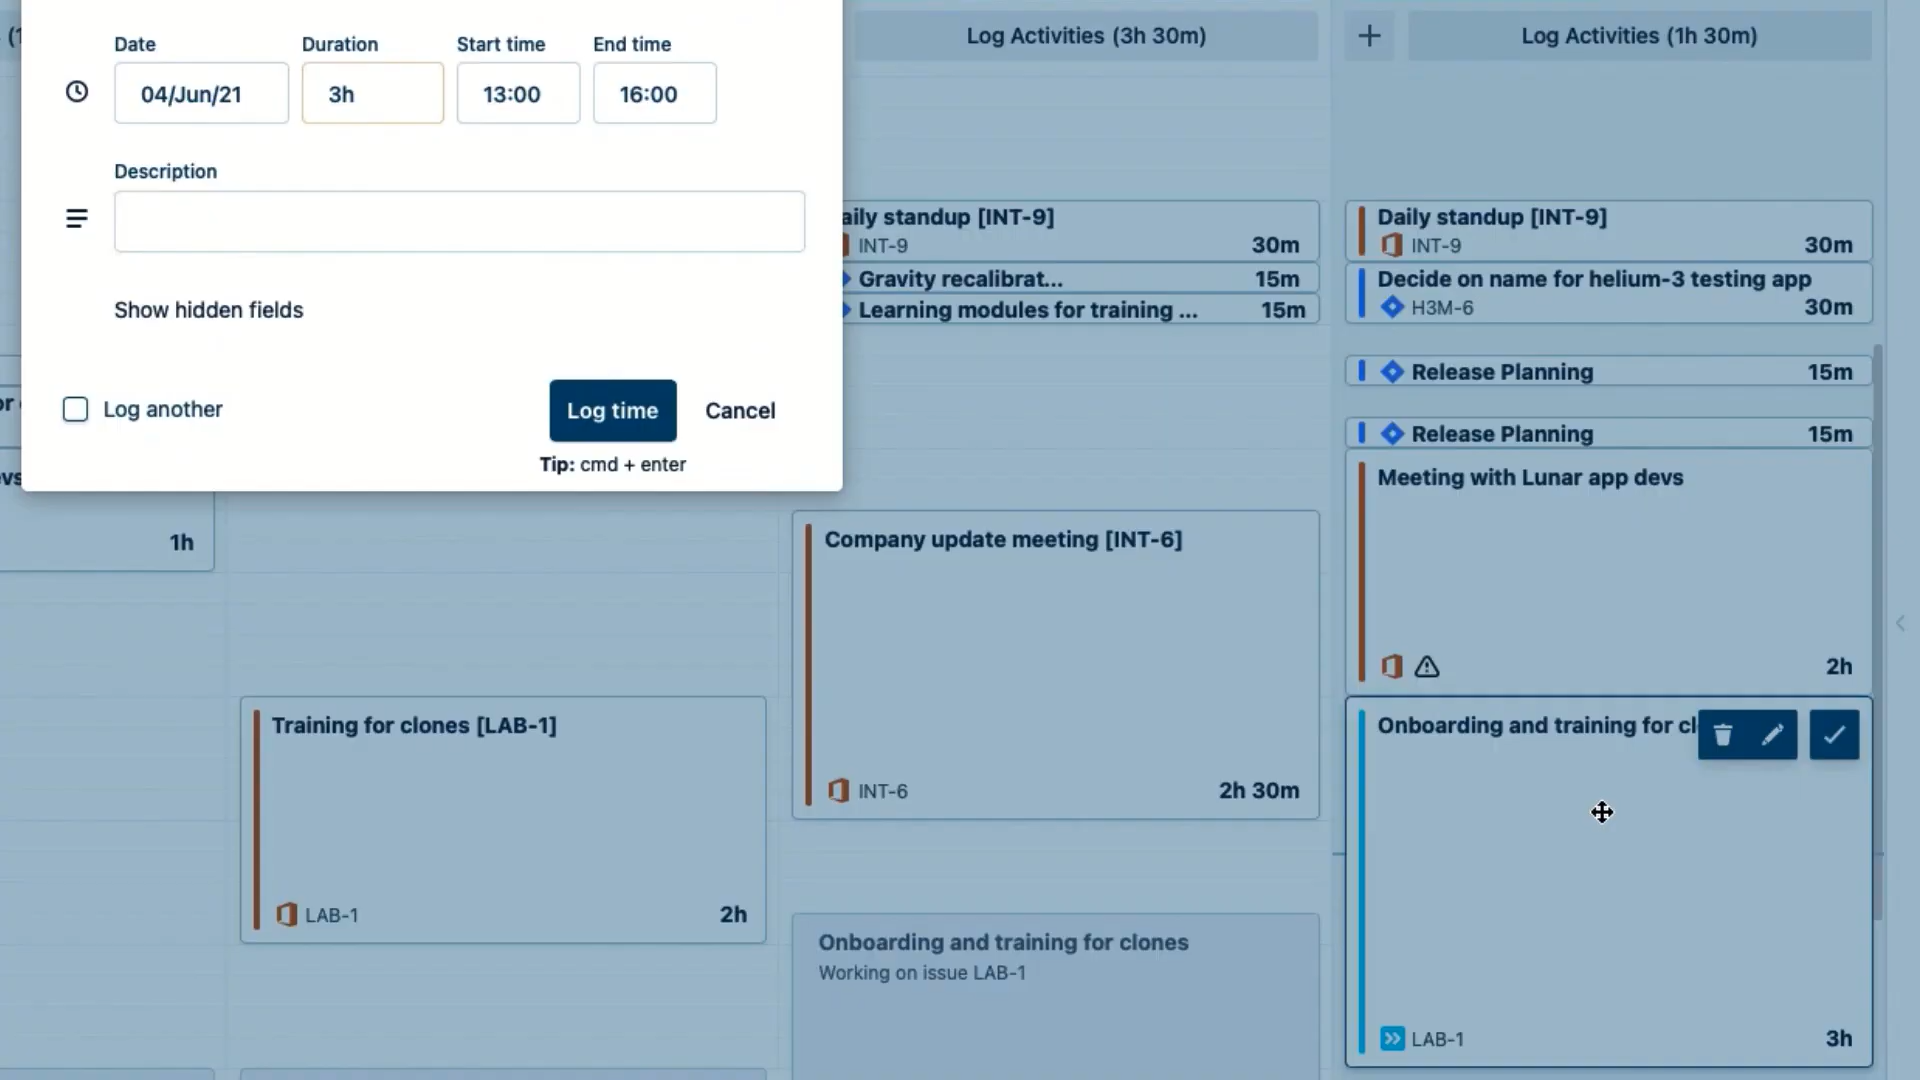 Date
Duration
Start time
End time
04/Jun/21
3h
13:00
16:00
Description
Show hidden fields
Log another
Log time
Cancel
Tip: cmd + enter
1h
Training for clones [LAB-1]
LAB-1
2h
Log Activities (3h 30m)
aily standup [INT-9]
INT-9
30m
Gravity recalibrat...
15m
Learning modules for training ...
15m
Company update meeting [INT-6]
INT-6
2h 30m
Onboarding and training for clones
Working on issue LAB-1
Log Activities (1h 30m)
Daily standup [INT-9]
INT-9
30m
Decide on name for helium-3 testing app
H3M-6
30m
Release Planning
15m
Release Planning
15m
Meeting with Lunar app devs
2h
Onboarding and training for cl
LAB-1
3h